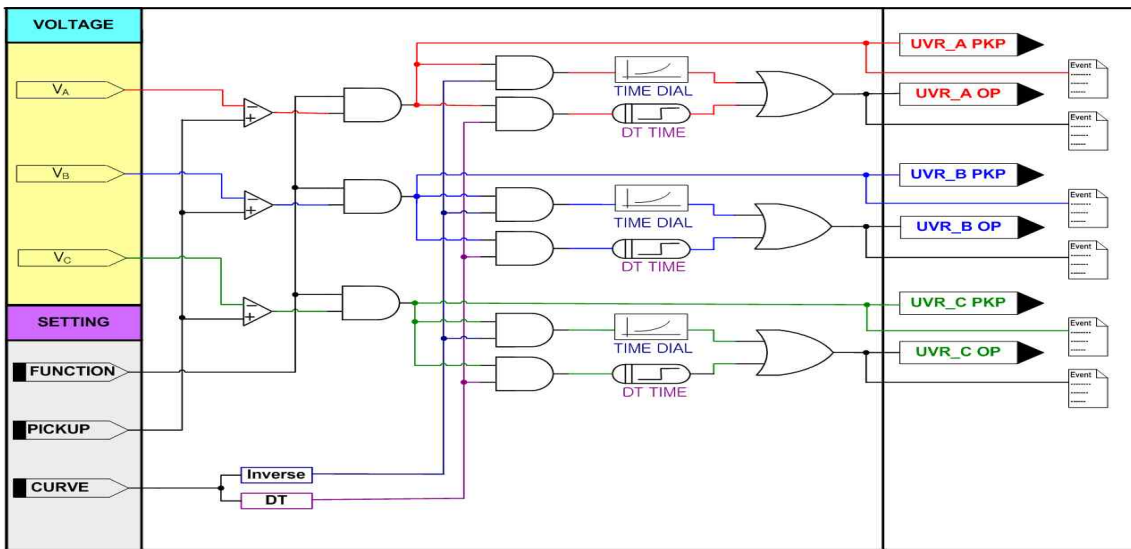 VOLTAGE
VA
VB
VC
SETTING
FUNCTION
PICKUP
CURVE
Inverse
DT
TIME DIAL
DT TIME
TIME DIAL
DT TIME
TIME DIAL
DT TIME
UVR_A PKP
Event
UVR_A OP
UVR_B PKP
Event
UVR_B OP
Event
UVR_C PKP
Event
UVR_C OP
Event
Event